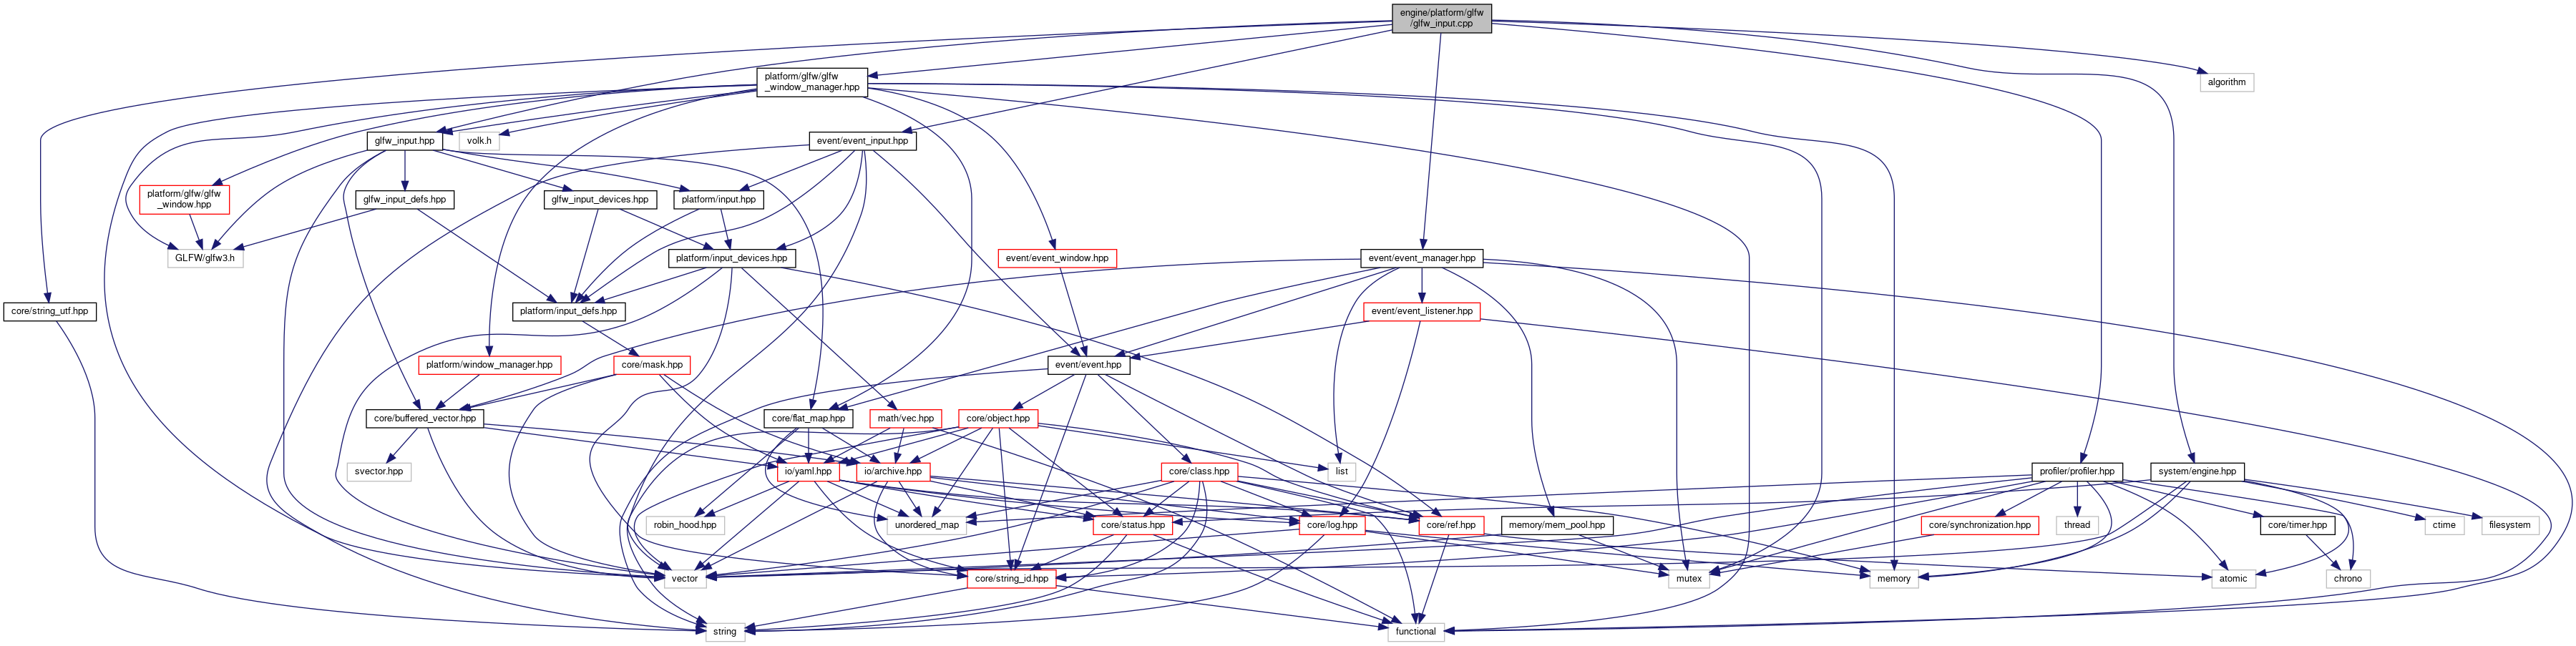 engine/platform/glfw
/glfw_input.cpp
platform/glfw/glfw
_window_manager.hpp
algorithm
glfw_input.hpp
volk.h
event/event_input.hpp
platform/glfw/glfw
_window.hpp
glfw_input_defs.hpp
glfw_input_devices.hpp
platform/input.hpp
GLFW/glfw3.h
platform/input_devices.hpp
event/event_window.hpp
event/event_manager.hpp
core/string_utf.hpp
platform/input_defs.hpp
event/event_listener.hpp
platform/window_manager.hpp
core/mask.hpp
event/event.hpp
core/buffered_vector.hpp
core/flat_map.hpp
math/vec.hpp
core/object.hpp
svector.hpp
io/yaml.hpp
io/archive.hpp
core/class.hpp
list
profiler/profiler.hpp
system/engine.hpp
robin_hood.hpp
unordered_map
core/status.hpp
core/log.hpp
core/ref.hpp
memory/mem_pool.hpp
core/synchronization.hpp
thread
core/timer.hpp
ctime
filesystem
vector
core/string_id.hpp
mutex
memory
atomic
chrono
string
functional